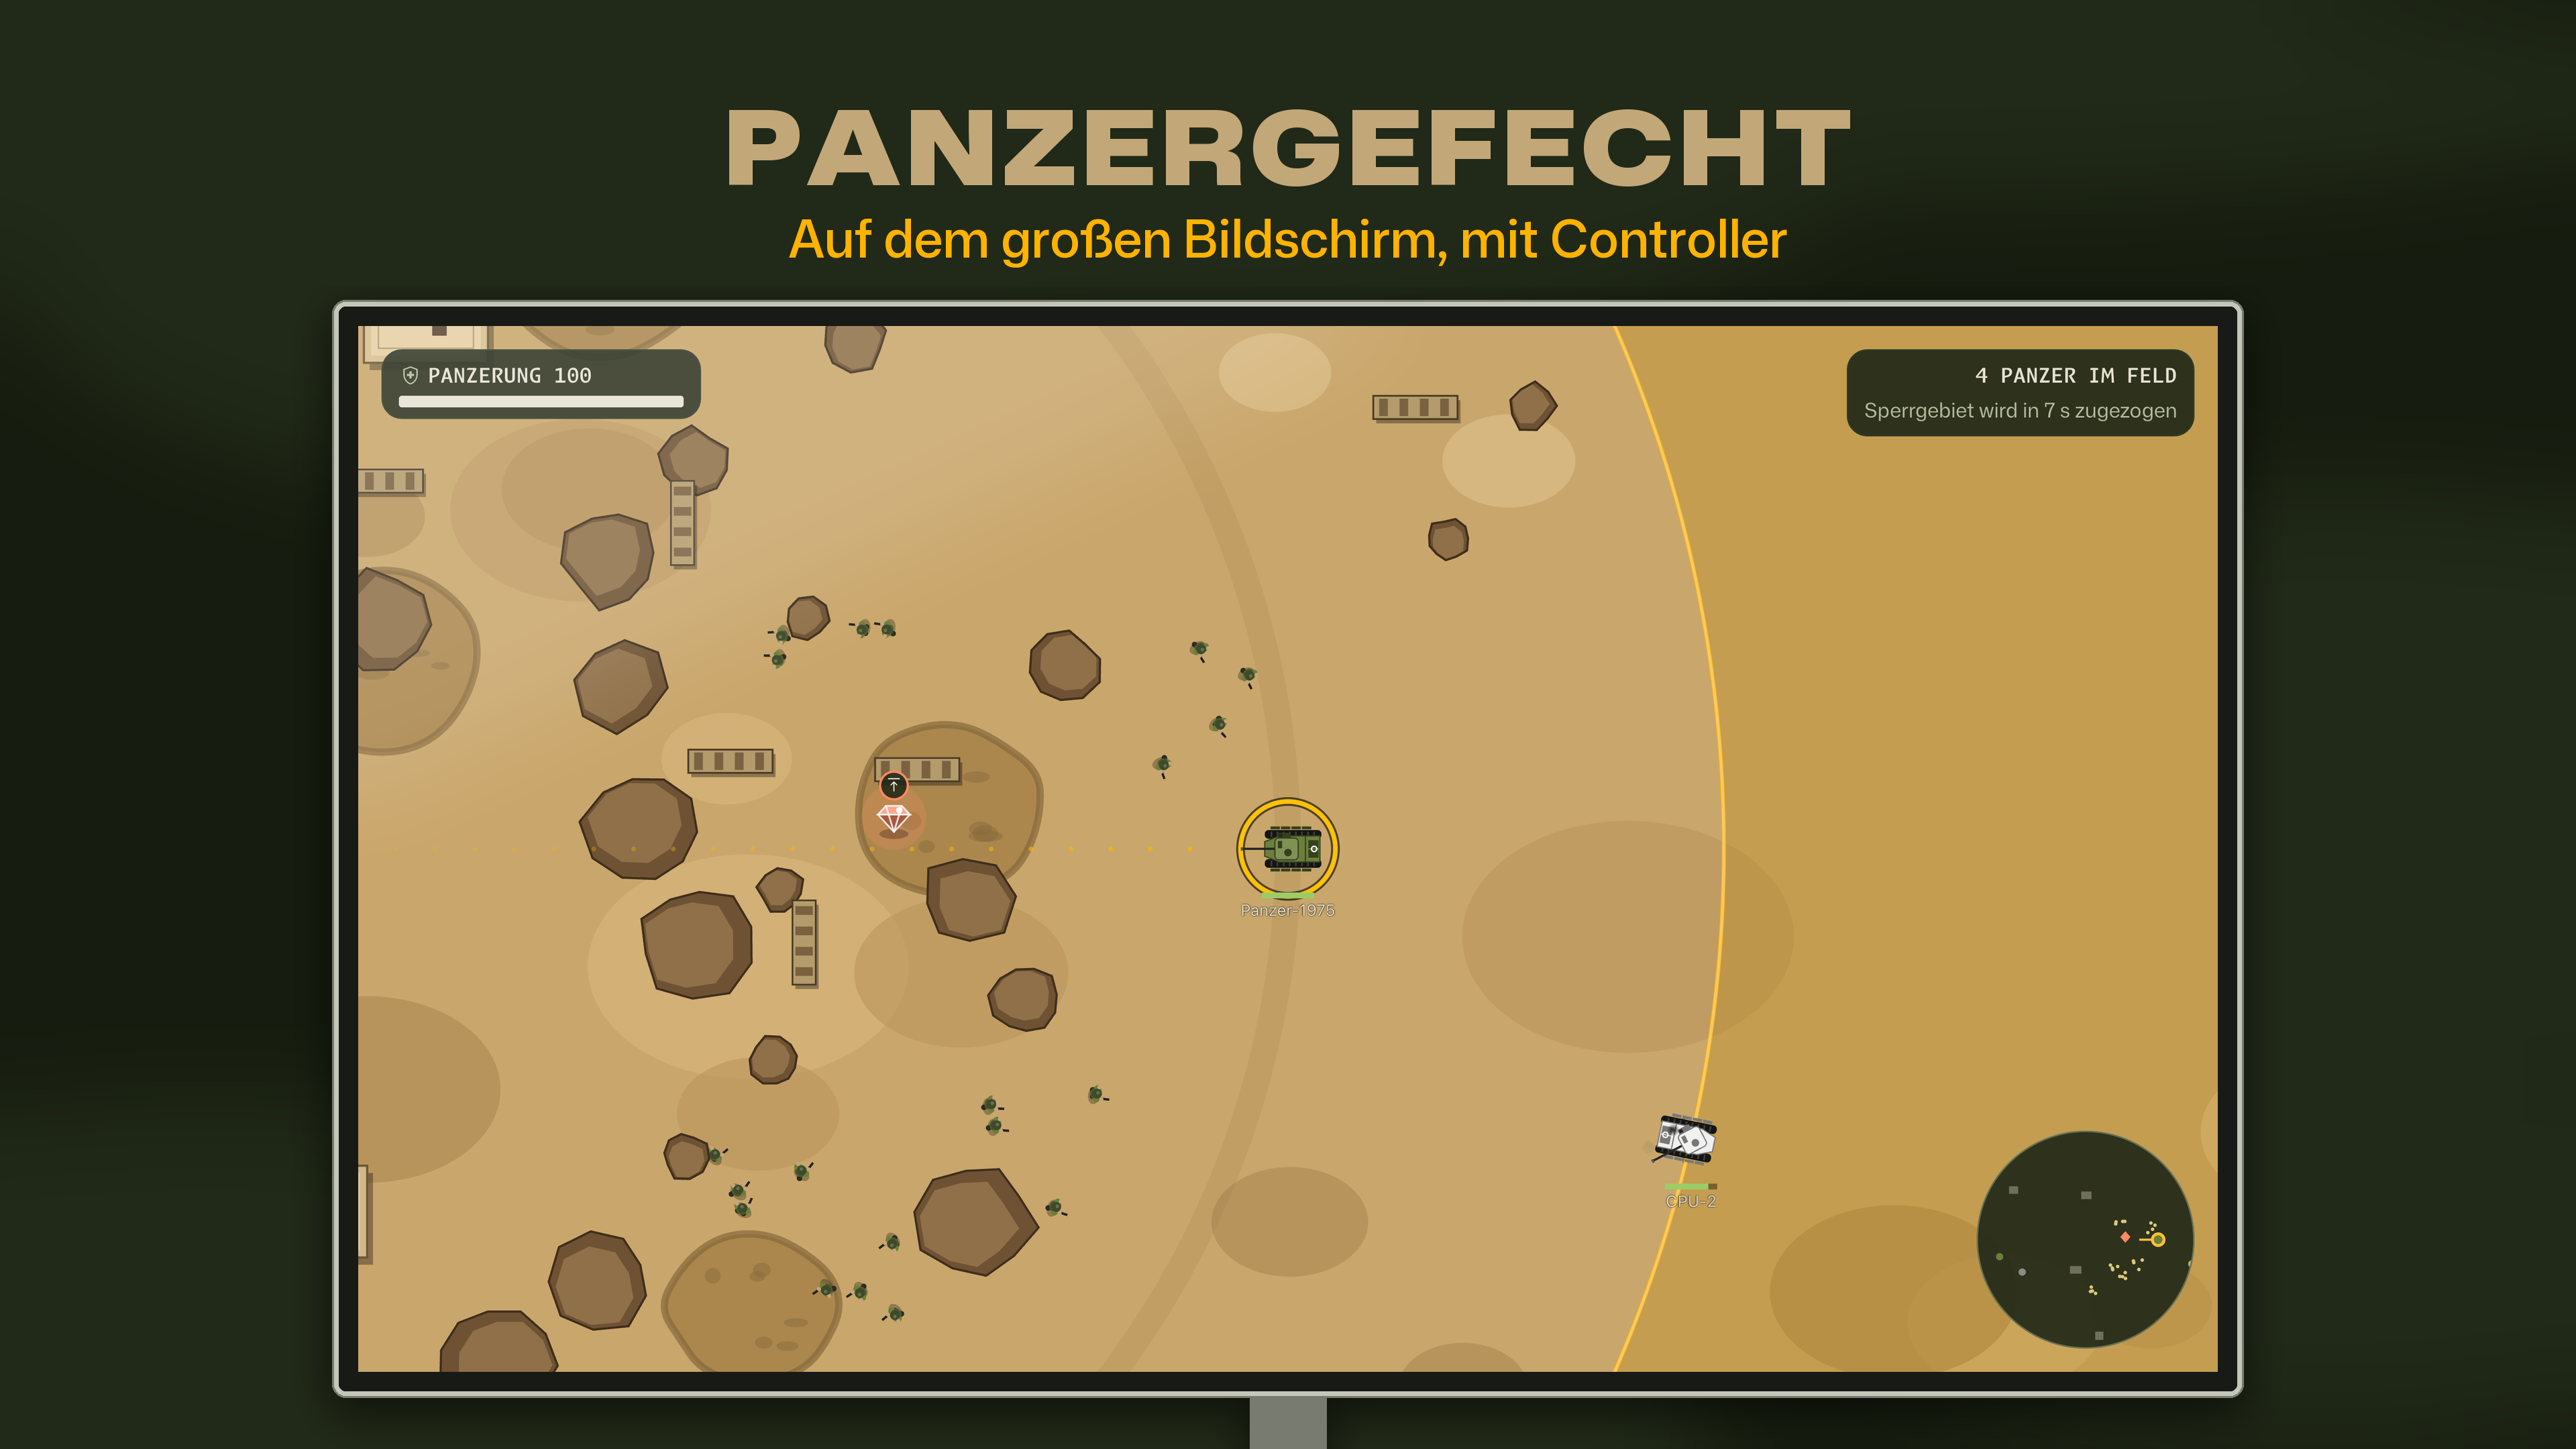 PANZERGEFECHT
Auf dem großen Bildschirm, mit Controller
PANZERUNG 100
4 PANZER IM FELD
Sperrgebiet wird in 7 s zugezogen
Panzer-1975
CPU-2